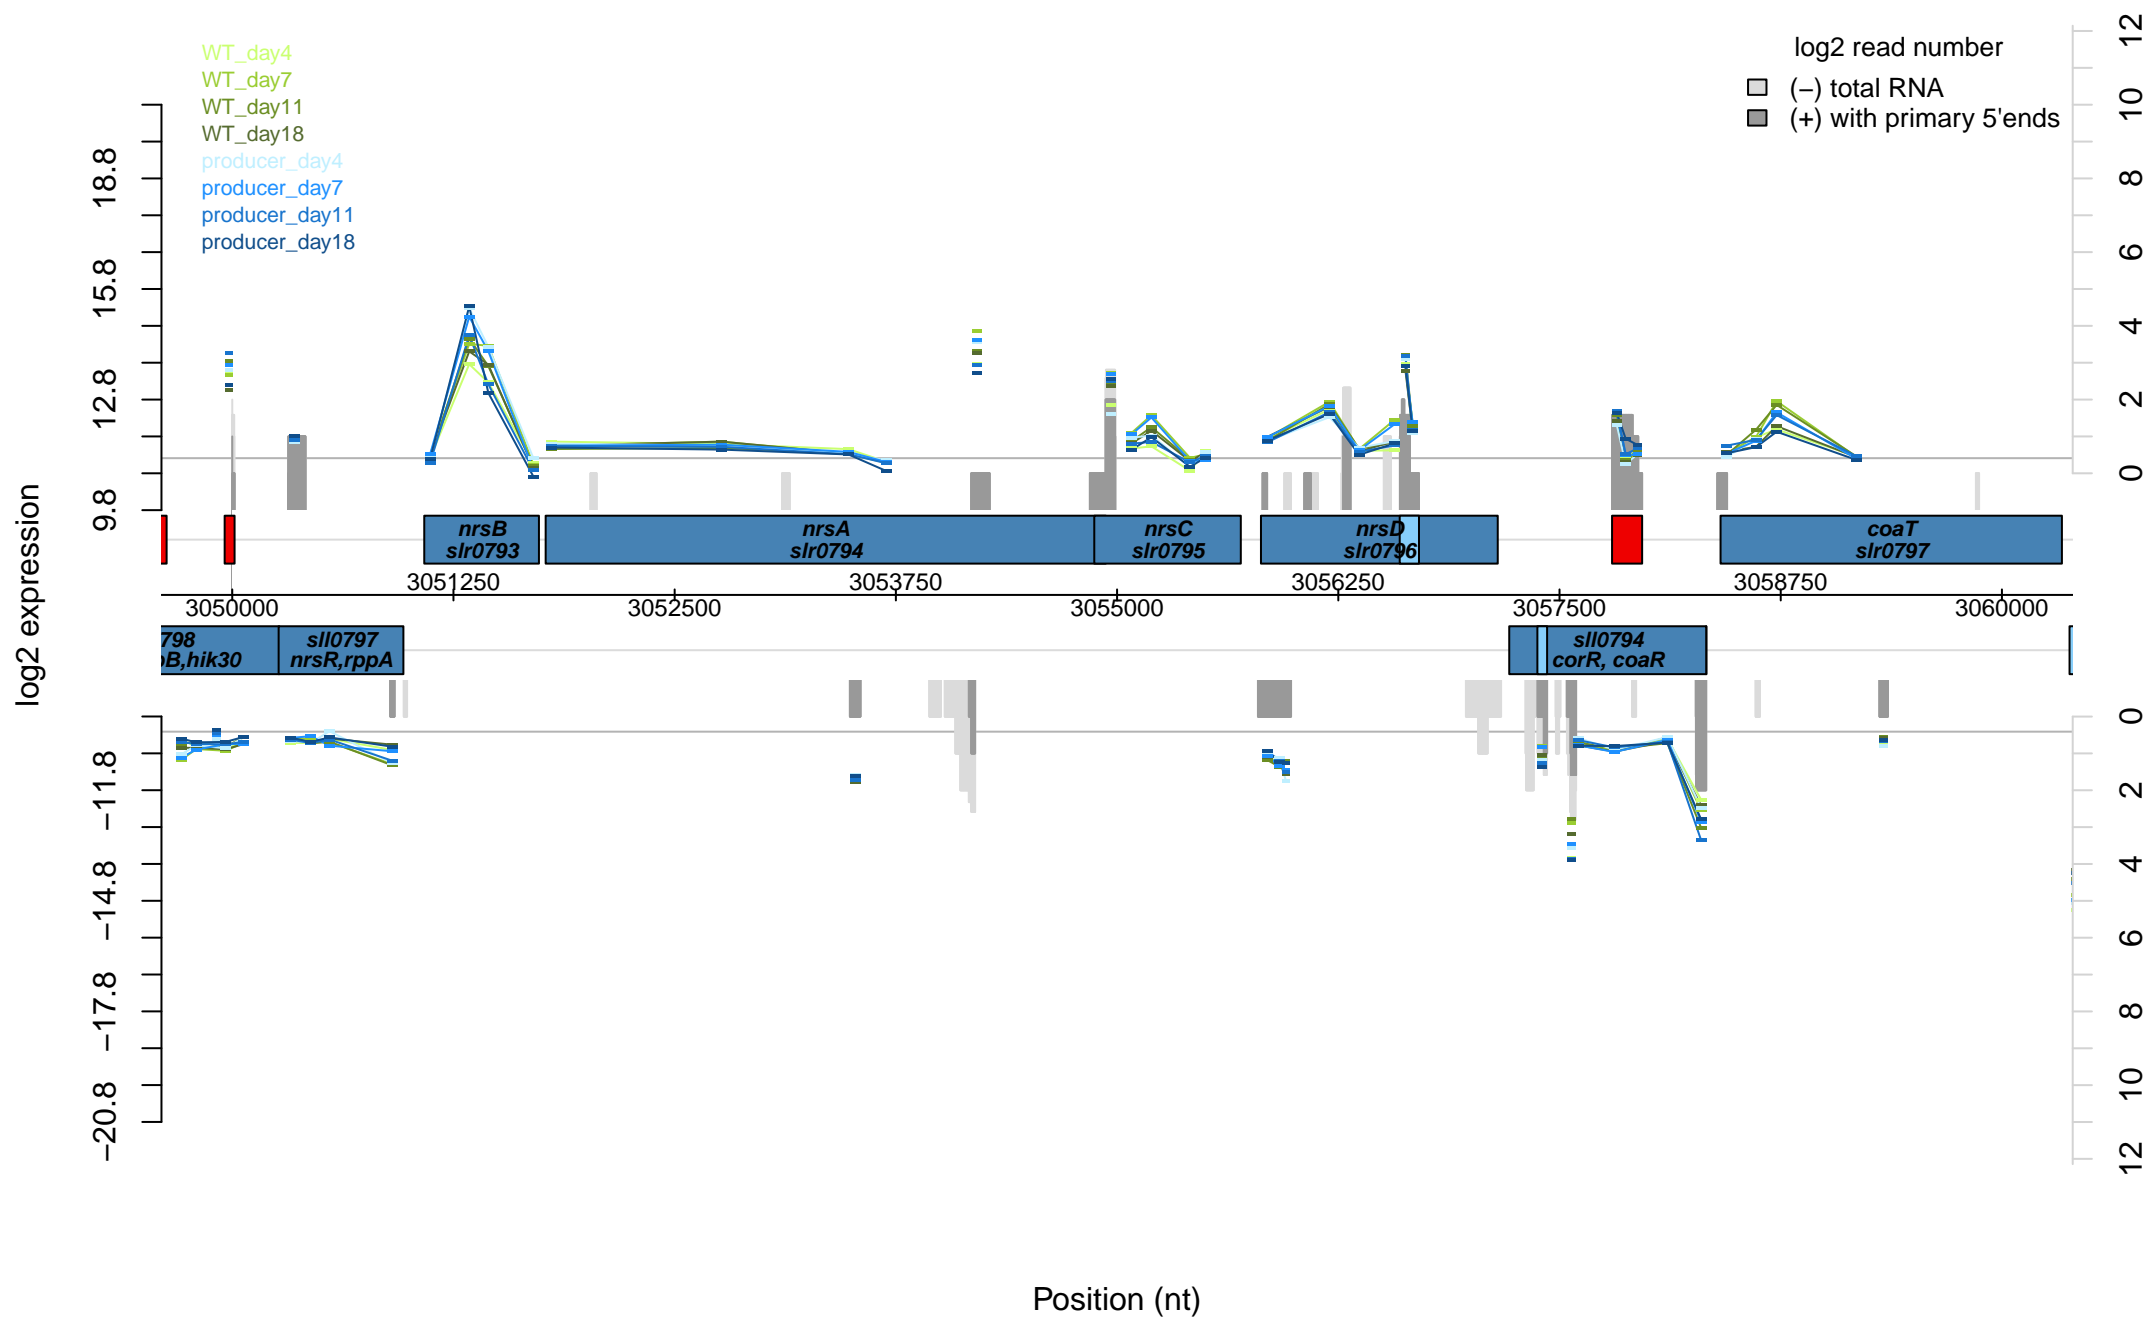 WT_day4
WT_day7
WT_day11
WT_day18
producer_day4
producer_day7
producer_day11
producer_day18
log2 read number
(−) total RNA
(+) with primary 5'ends
log2 expression
18.8
15.8
12.8
9.8
12
10
8
6
4
2
0
nrsB
slr0793
nrsA
slr0794
nrsC
slr0795
nrsD
slr0796
coaT
slr0797
3051250
3053750
3056250
3058750
3050000
3052500
3055000
3057500
3060000
798
B,hik30
sll0797
nrsR,rppA
sll0794
corR, coaR
−11.8
−14.8
−17.8
−20.8
0
2
4
6
8
10
12
Position (nt)